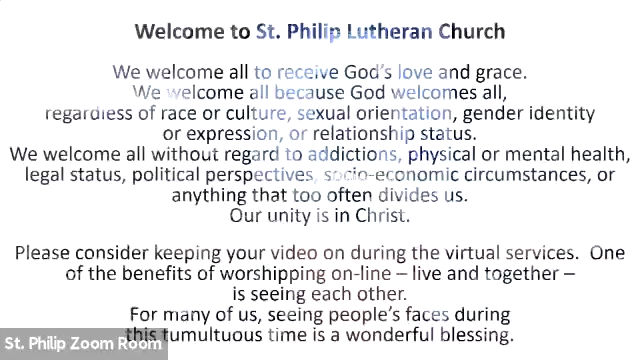 Welcome to St. Philip Lutheran Church
We welcome all to receive God's love and grace.
We welcome all because God welcomes all,
regardless of race or culture, sexual orientation, gender identity
or expression, or relationship status.
We welcome all without regard to addictions, physical or mental health,
legal status, political perspectives, socio-economic circumstances, or
anything that too often divides us.
Our unity is in Christ.
Please consider keeping your video on during the virtual services.  One
of the benefits of worshipping on-line – live and together –
is seeing each other.
For many of us, seeing people's faces during
this tumultuous time is a wonderful blessing.
St. Philip Zoom Room